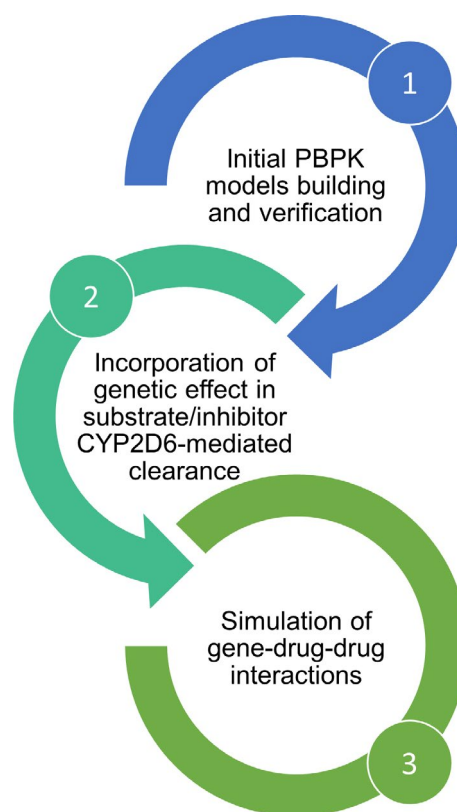 1
Initial PBPK
models building
and verification
2
Incorporation of
genetic effect in
substrate/inhibitor
CYP2D6-mediated
clearance
Simulation of
gene-drug-drug
interactions
3